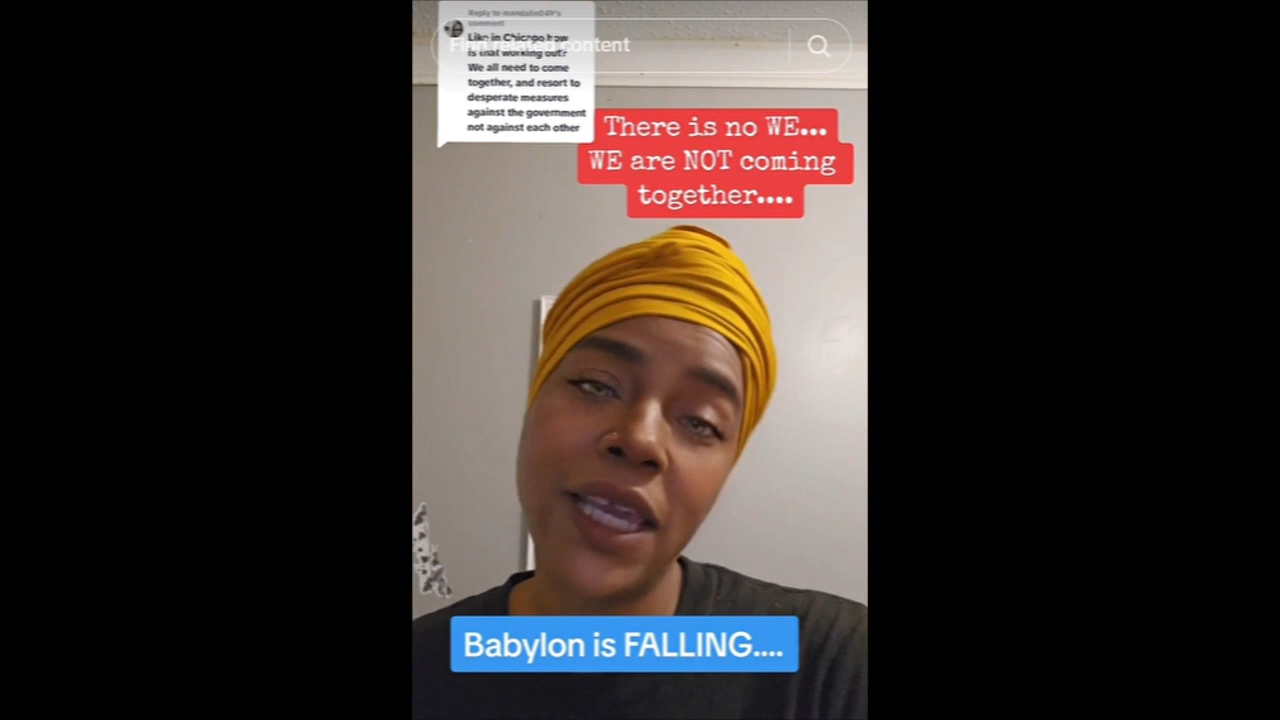 Reply to mandalin049's
comment
Like in Chicago how
is that working out?
We all need to come
together, and resort to
desperate measures
against the government
not against each other
Find related content
There is no WE...
WE are NOT coming
together....
Babylon is FALLING....